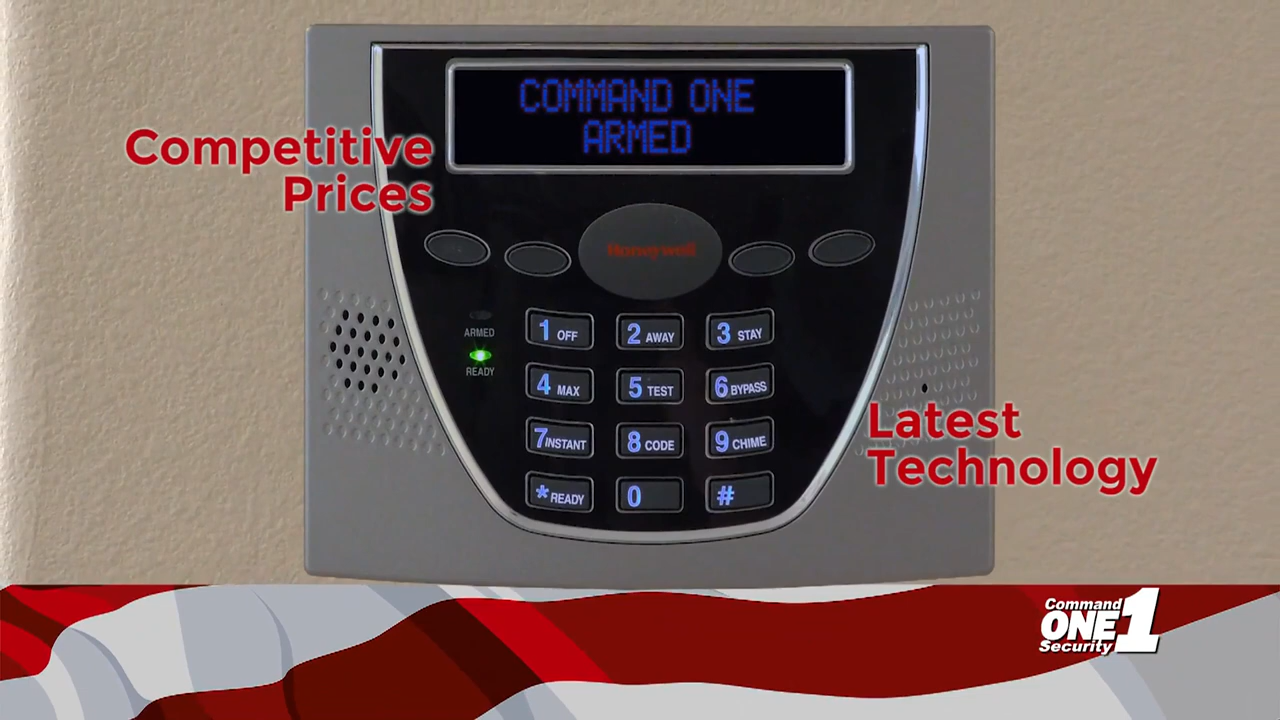 COMMAND ONE
ARMED
Competitive
Prices
Honeywell
ARMED
READY
1 OFF
2 AWAY
3 STAY
4 MAX
5 TEST
6 BYPASS
7 INSTANT
8 CODE
9 CHIME
* READY
0
#
Latest
Technology
Command
ONE 1
Security